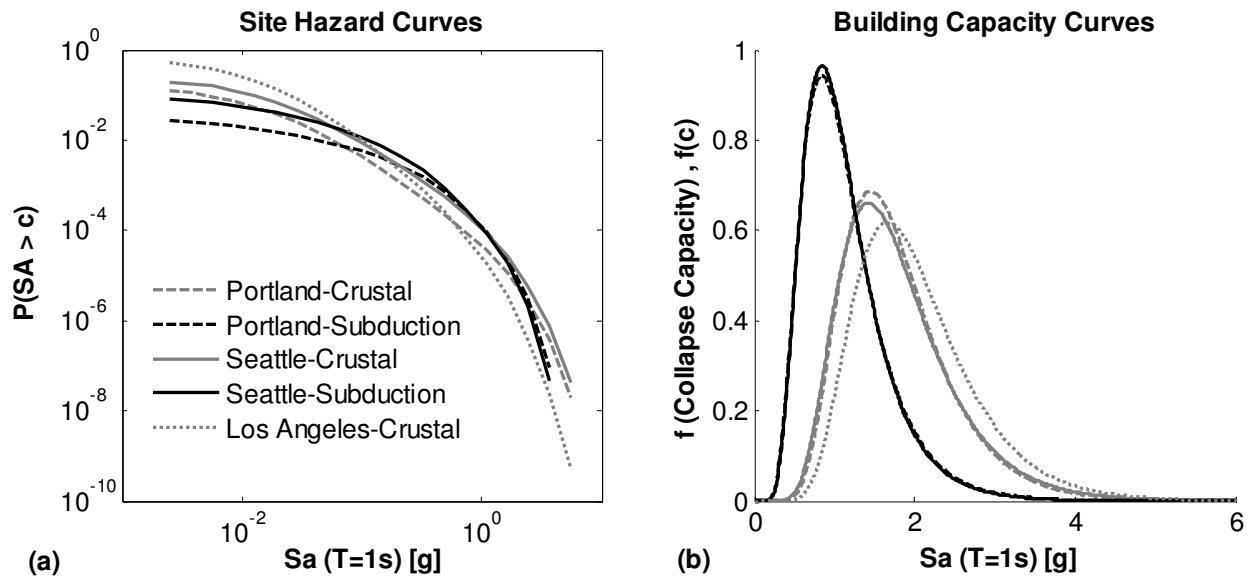 Site Hazard Curves
P(SA > c)
10^0
10^-2
10^-4
10^-6
10^-8
10^-10
Portland-Crustal
Portland-Subduction
Seattle-Crustal
Seattle-Subduction
Los Angeles-Crustal
10^-2
10^0
Sa (T=1s) [g]
(a)
Building Capacity Curves
f (Collapse Capacity) , f(c)
1
0.8
0.6
0.4
0.2
0
0
2
4
6
Sa (T=1s) [g]
(b)